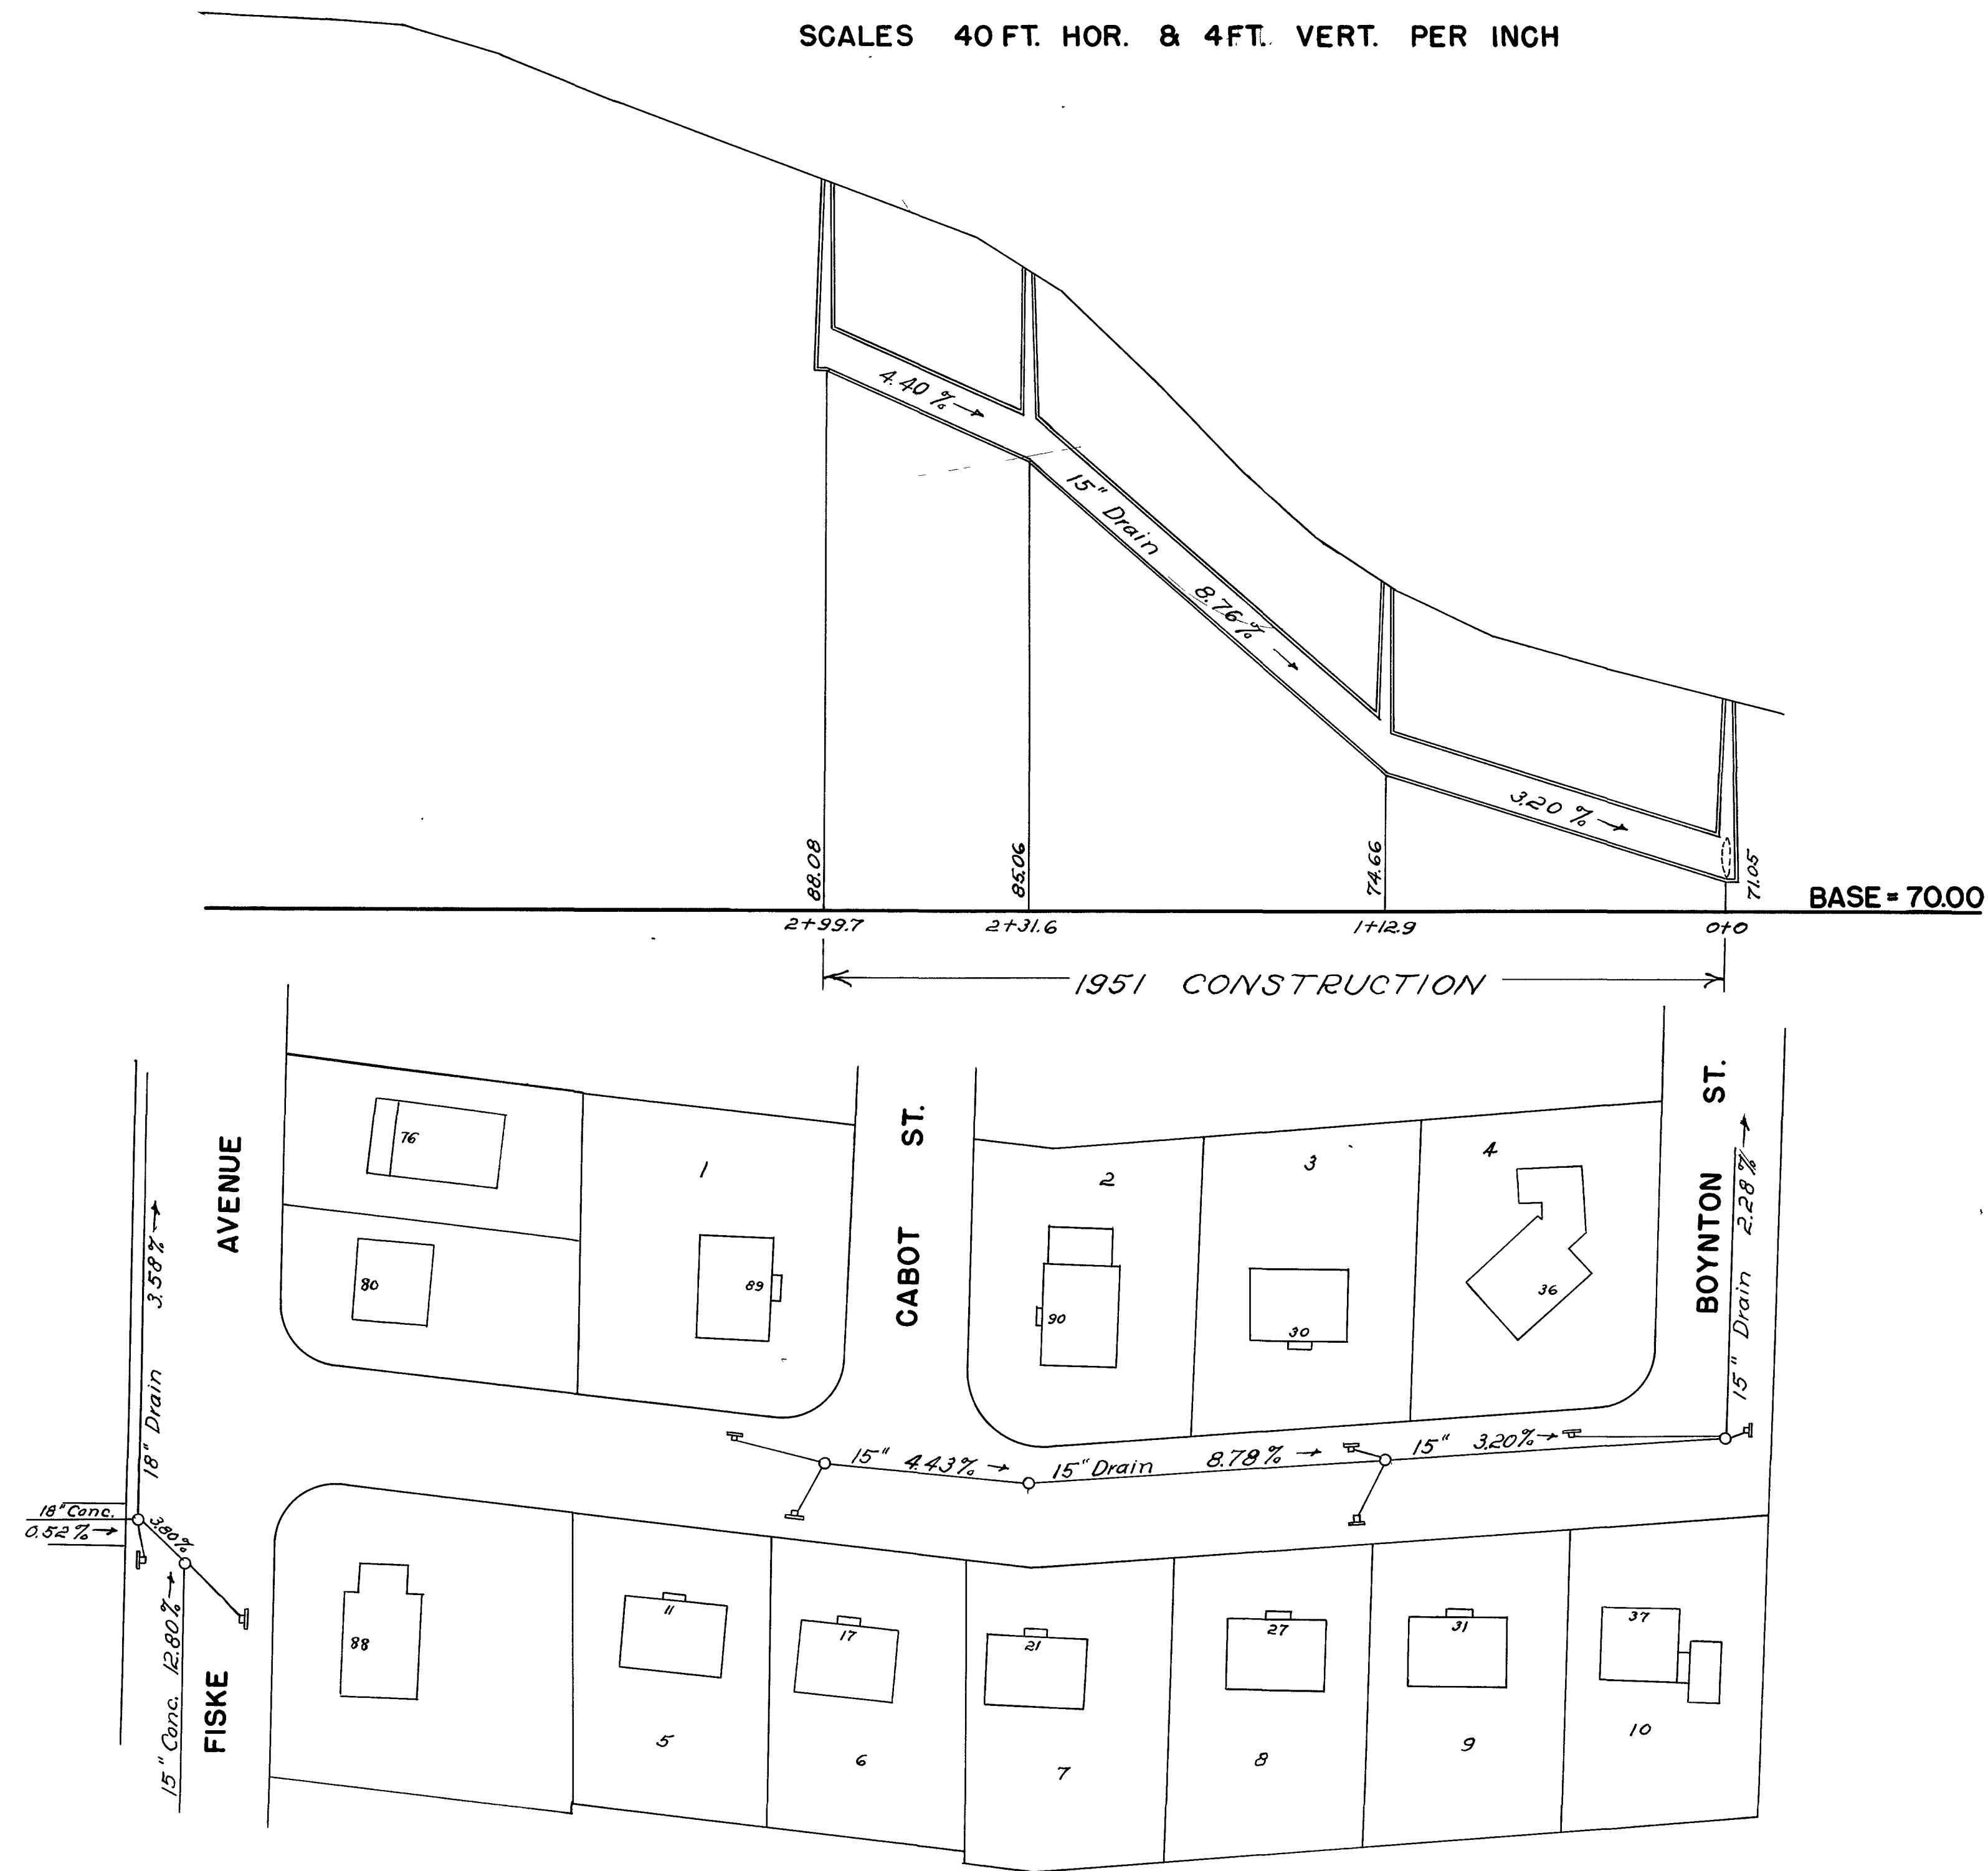 SCALES 40 FT. HOR. & 4 FT. VERT. PER INCH
4.40 % →
15" Drain 8.76% →
3.20 % →
88.08
85.06
74.66
71.05
BASE = 70.00
2+99.7
2+31.6
1+12.9
0+0
1951 CONSTRUCTION
AVENUE
FISKE
CABOT ST.
BOYNTON ST.
18" Drain 3.58% →
15" Drain 2.28% →
76
1
2
3
4
80
89
90
30
36
15" 4.43% →
15" Drain 8.78% →
15" 3.20% →
18" Conc.
0.52% →
3.80%
15" Conc. 12.80% →
88
11
17
21
27
31
37
5
6
7
8
9
10